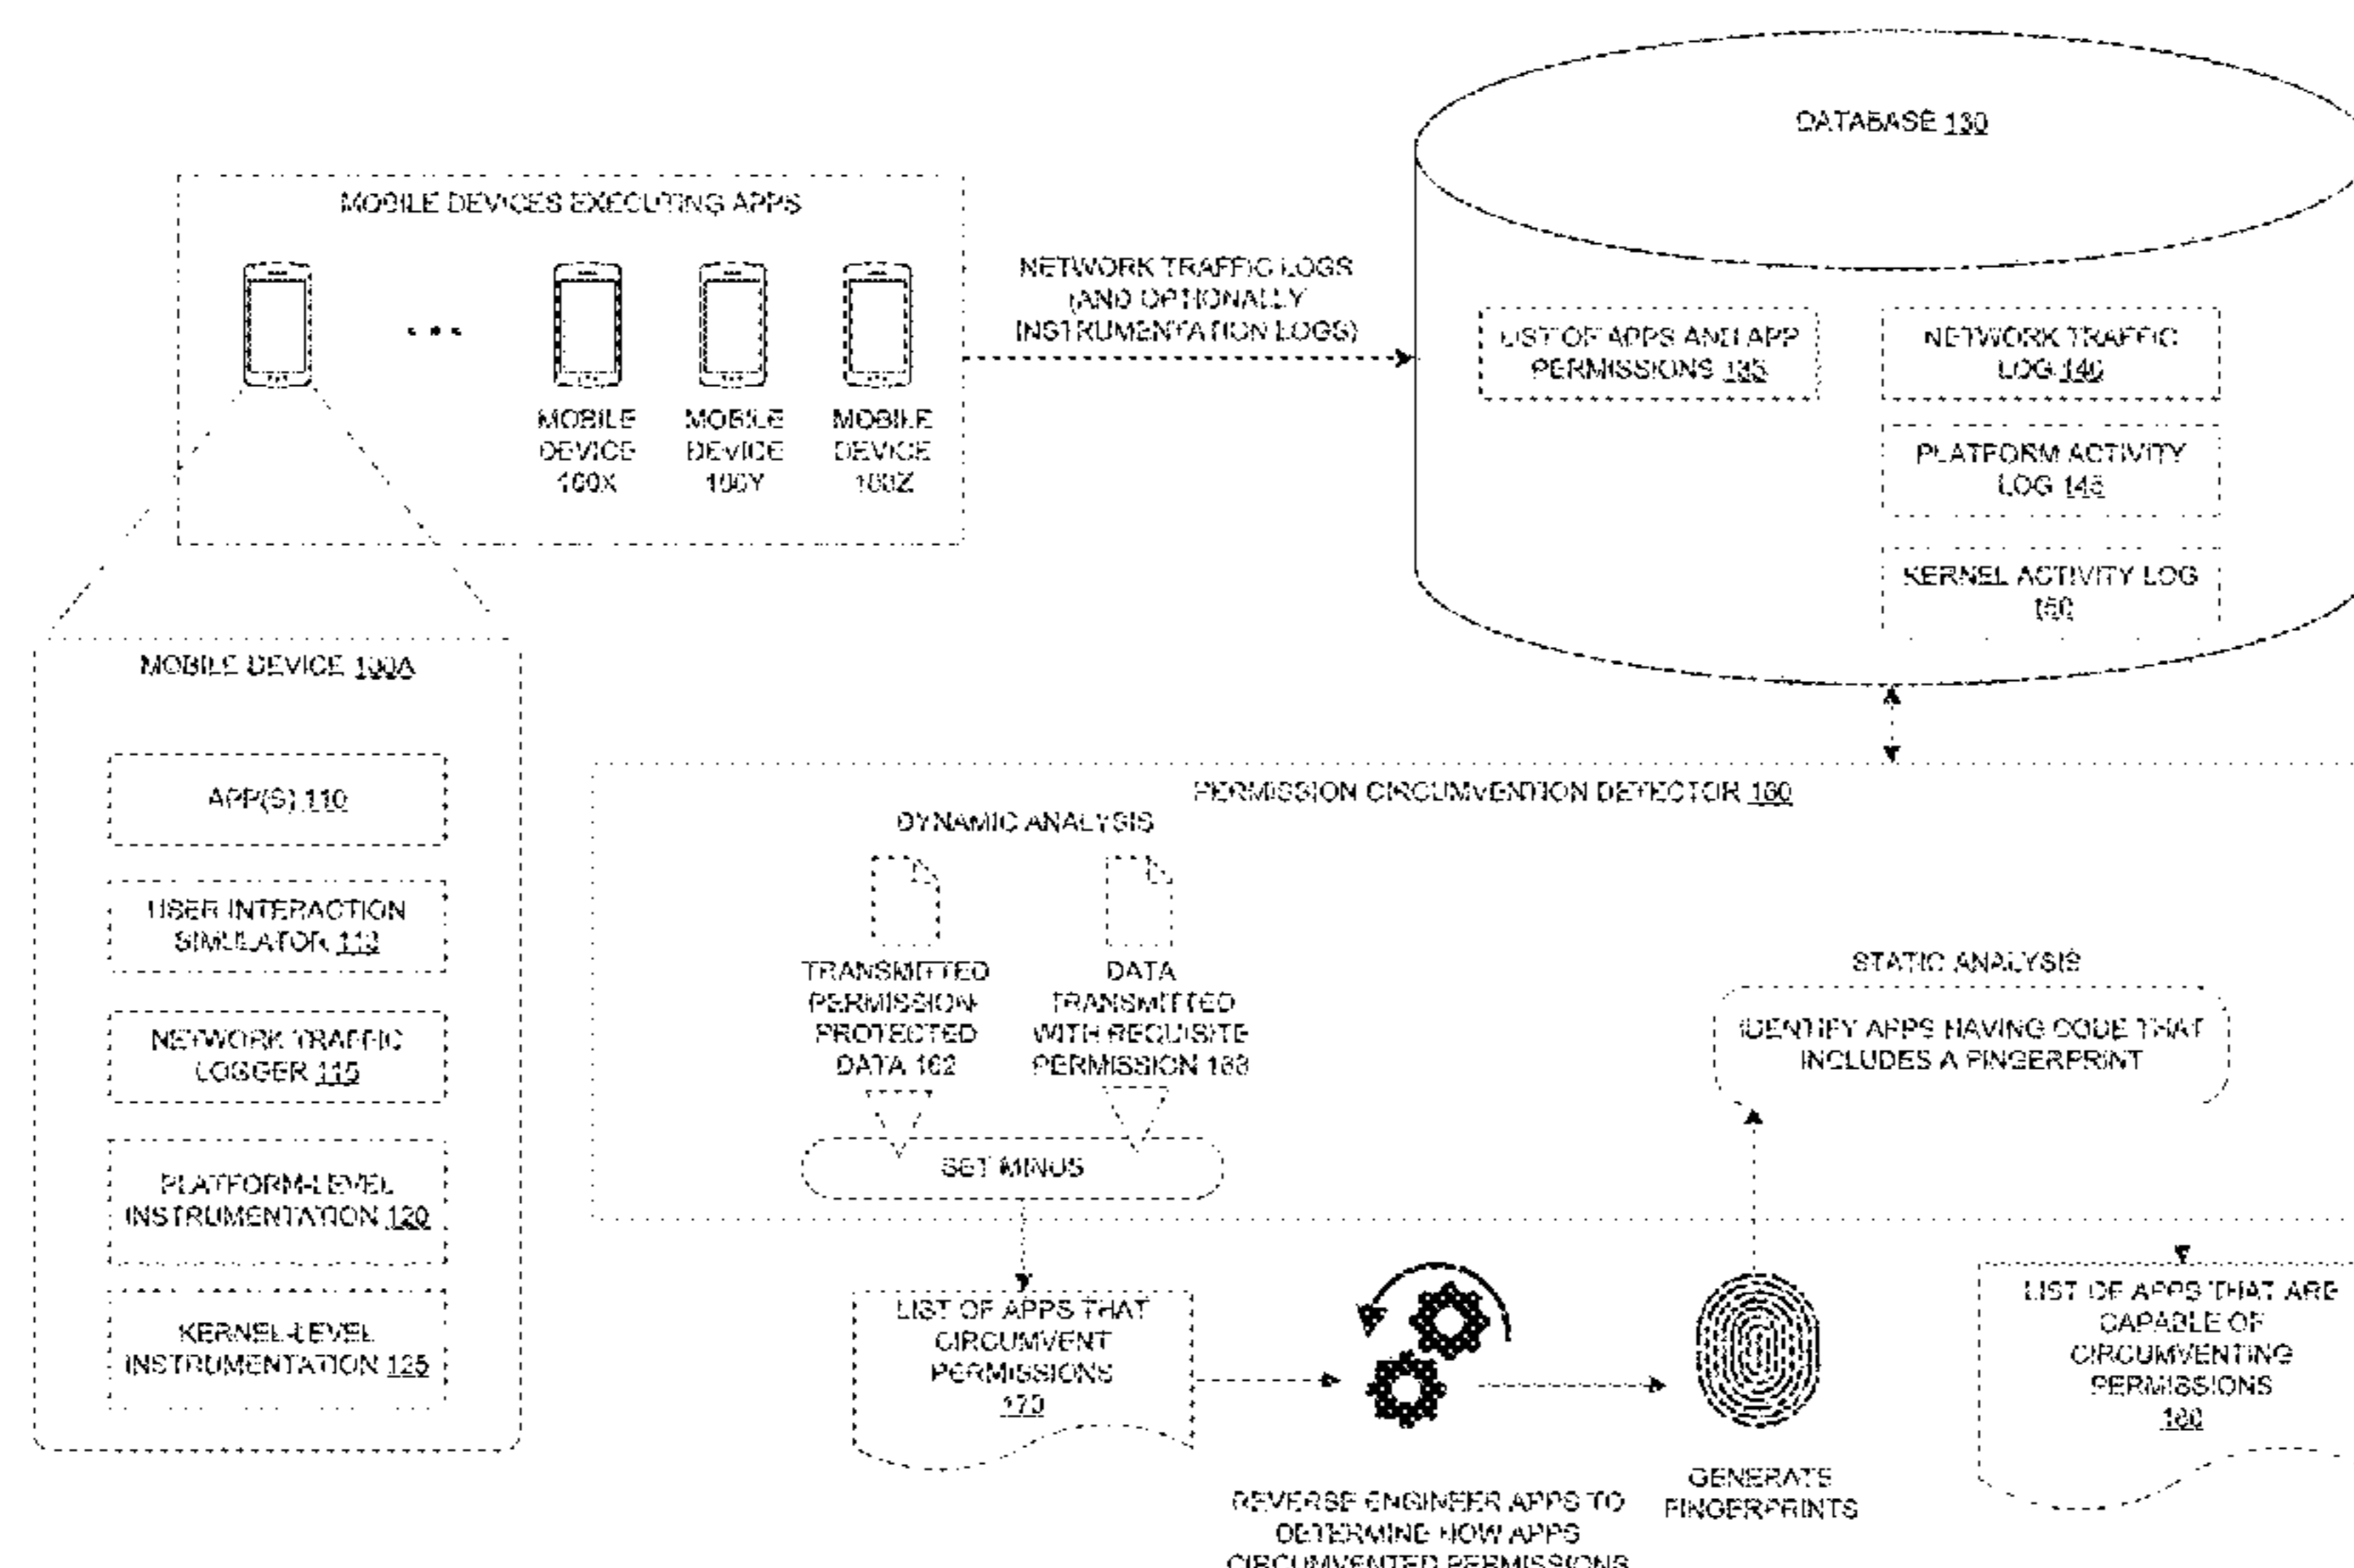 DATABASE 130
MOBILE DEVICES EXECUTING APPS
NETWORK TRAFFIC LOGS
(AND OPTIONALLY
INSTRUMENTATION LOGS)
MOBILE
DEVICE
100X
MOBILE
DEVICE
100Y
MOBILE
DEVICE
100Z
LIST OF APPS AND APP
PERMISSIONS 135
NETWORK TRAFFIC
LOG 140
PLATFORM ACTIVITY
LOG 145
KERNEL ACTIVITY LOG
150
MOBILE DEVICE 100A
APP(S) 110
USER INTERACTION
SIMULATOR 113
NETWORK TRAFFIC
LOGGER 115
PLATFORM-LEVEL
INSTRUMENTATION 120
KERNEL-LEVEL
INSTRUMENTATION 125
PERMISSION CIRCUMVENTION DETECTOR 160
DYNAMIC ANALYSIS
TRANSMITTED
PERMISSION-
PROTECTED
DATA 162
DATA
TRANSMITTED
WITH REQUISITE
PERMISSION 163
SET MINUS
STATIC ANALYSIS
IDENTIFY APPS HAVING CODE THAT
INCLUDES A FINGERPRINT
LIST OF APPS THAT
CIRCUMVENT
PERMISSIONS
170
REVERSE ENGINEER APPS TO
DETERMINE HOW APPS
CIRCUMVENTED PERMISSIONS
GENERATE
FINGERPRINTS
LIST OF APPS THAT ARE
CAPABLE OF
CIRCUMVENTING
PERMISSIONS
180